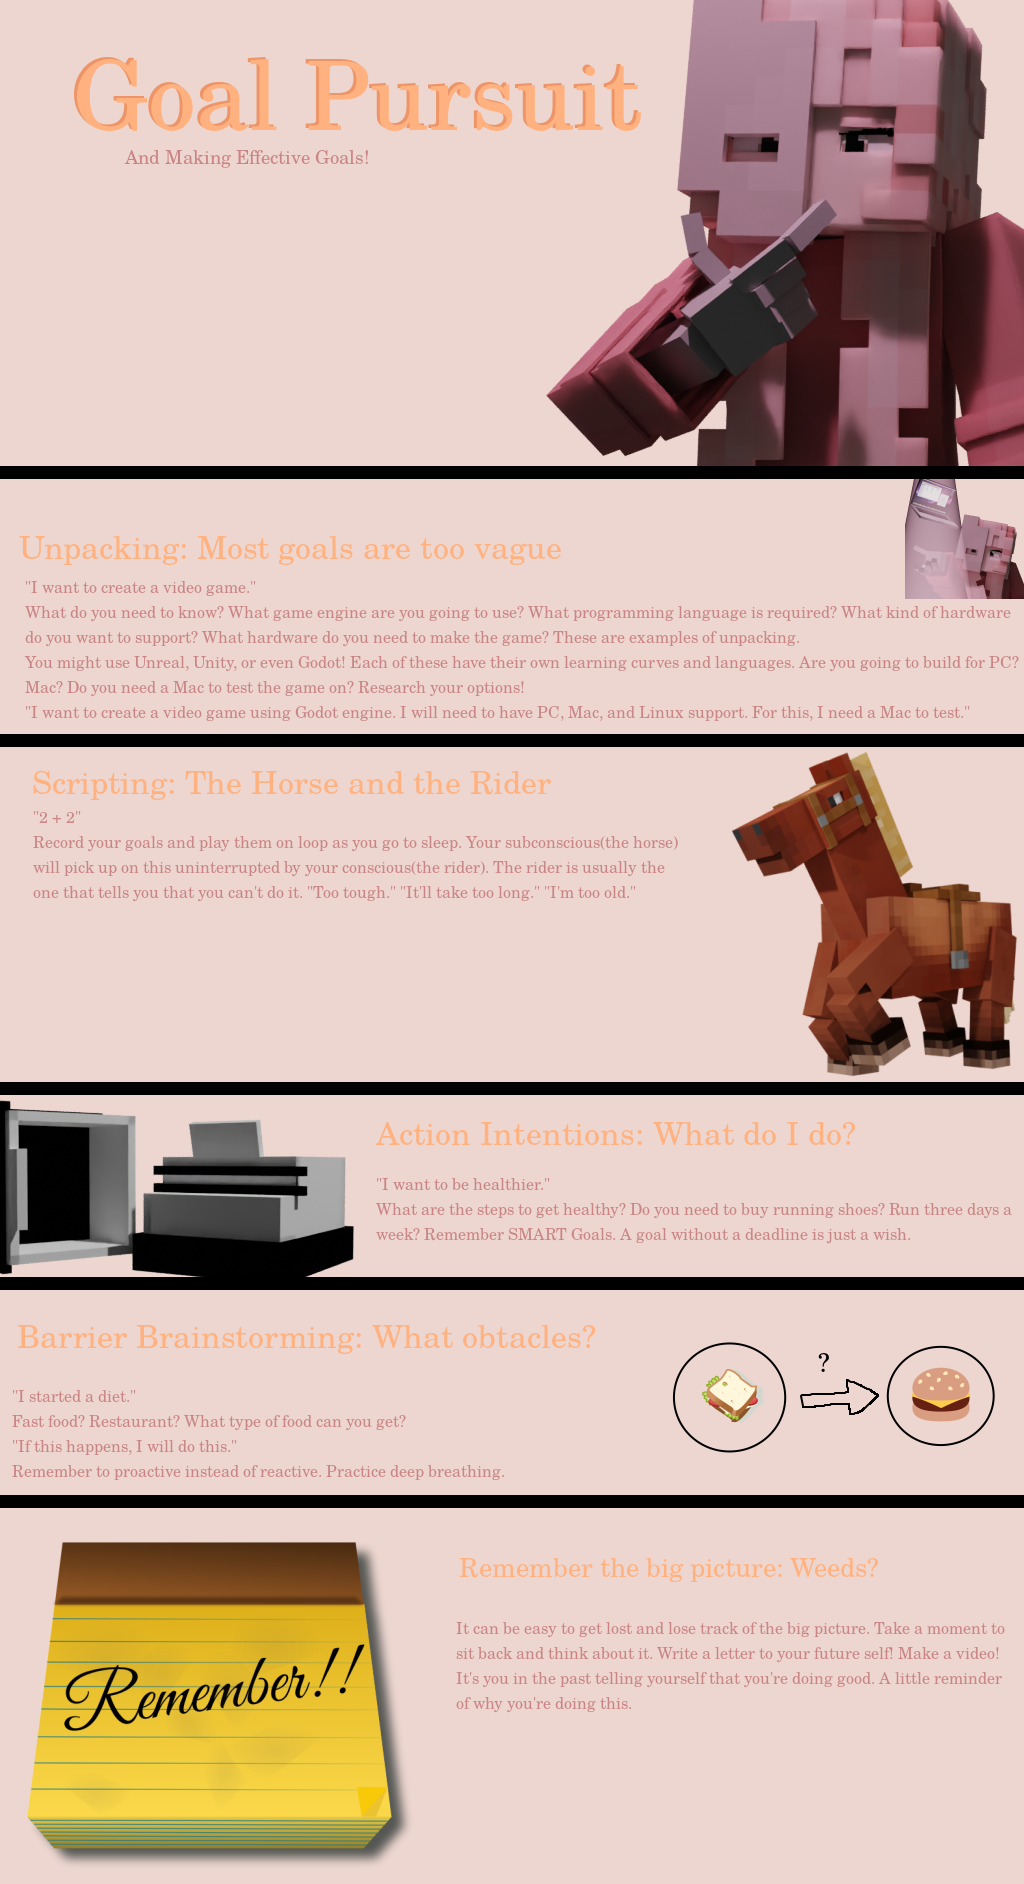 Goal Pursuit
And Making Effective Goals!
Unpacking: Most goals are too vague
"I want to create a video game."
What do you need to know? What game engine are you going to use? What programming language is required? What kind of hardware
do you want to support? What hardware do you need to make the game? These are examples of unpacking.
You might use Unreal, Unity, or even Godot! Each of these have their own learning curves and languages. Are you going to build for PC?
Mac? Do you need a Mac to test the game on? Research your options!
"I want to create a video game using Godot engine. I will need to have PC, Mac, and Linux support. For this, I need a Mac to test."
Scripting: The Horse and the Rider
"2 + 2"
Record your goals and play them on loop as you go to sleep. Your subconscious(the horse)
will pick up on this uninterrupted by your conscious(the rider). The rider is usually the
one that tells you that you can't do it. "Too tough." "It'll take too long." "I'm too old."
Action Intentions: What do I do?
"I want to be healthier."
What are the steps to get healthy? Do you need to buy running shoes? Run three days a
week? Remember SMART Goals. A goal without a deadline is just a wish.
Barrier Brainstorming: What obtacles?
"I started a diet."
Fast food? Restaurant? What type of food can you get?
"If this happens, I will do this."
Remember to proactive instead of reactive. Practice deep breathing.
?
Remember!!
Remember the big picture: Weeds?
It can be easy to get lost and lose track of the big picture. Take a moment to
sit back and think about it. Write a letter to your future self! Make a video!
It's you in the past telling yourself that you're doing good. A little reminder
of why you're doing this.